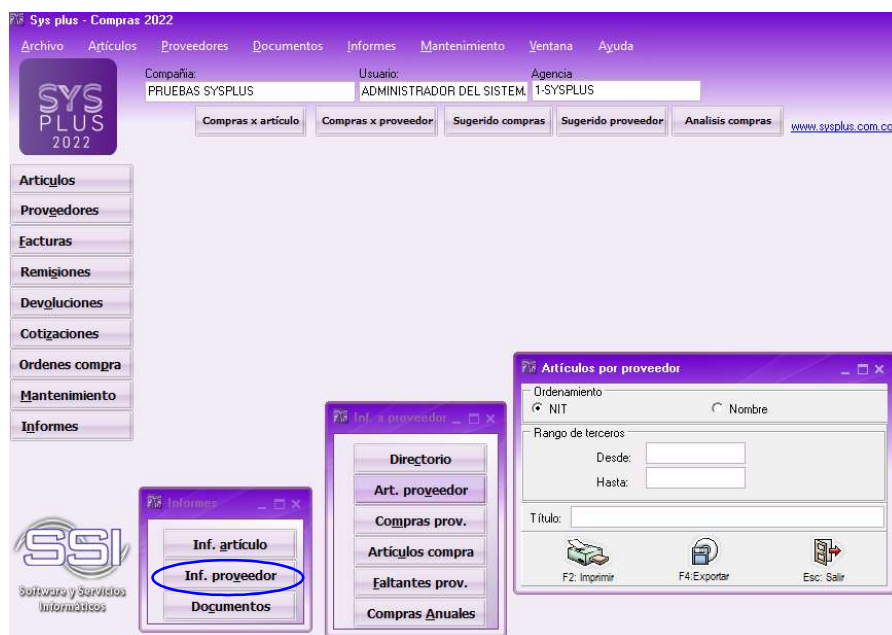 Sys plus - Compras 2022
Archivo Artículos Proveedores Documentos Informes Mantenimiento Ventana Ayuda
Compañia: Usuario: Agencia
PRUEBAS SYSPLUS ADMINISTRADOR DEL SISTEM. 1-SYSPLUS
SYS
PLUS
2022
Compras x artículo Compras x proveedor Sugerido compras Sugerido proveedor Analisis compras www.sysplus.com.co
Articulos
Proveedores
Facturas
Remisiones
Devoluciones
Cotizaciones
Ordenes compra
Mantenimiento
Informes
SSI
Software y Servicios
Informáticos
Informes
Inf. artículo
Inf. proveedor
Documentos
Inf. x proveedor
Directorio
Art. proveedor
Compras prov.
Artículos compra
Faltantes prov.
Compras Anuales
Artículos por proveedor
Ordenamiento
NIT Nombre
Rango de terceros
Desde:
Hasta:
Título:
F2: Imprimir F4:Exportar Esc: Salir